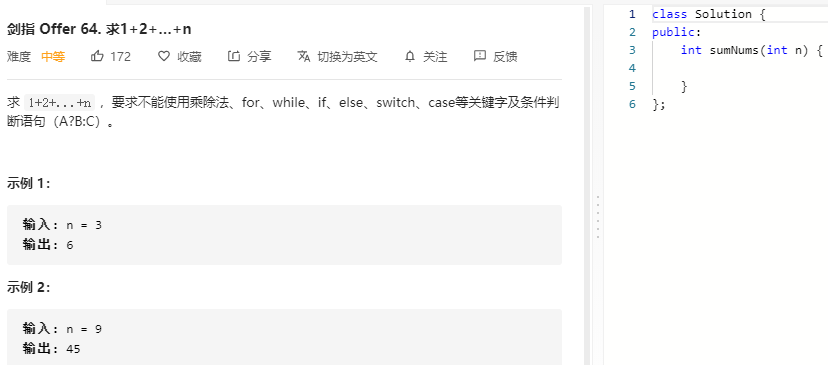 剑指 Offer 64. 求1+2+…+n
难度 中等 172 收藏 分享 切换为英文 关注 反馈
求 1+2+...+n ，要求不能使用乘除法、for、while、if、else、switch、case等关键字及条件判
断语句（A?B:C）。
示例 1：
输入: n = 3
输出: 6
示例 2：
输入: n = 9
输出: 45
1 class Solution {
2 public:
3 int sumNums(int n) {
4
5 }
6 };